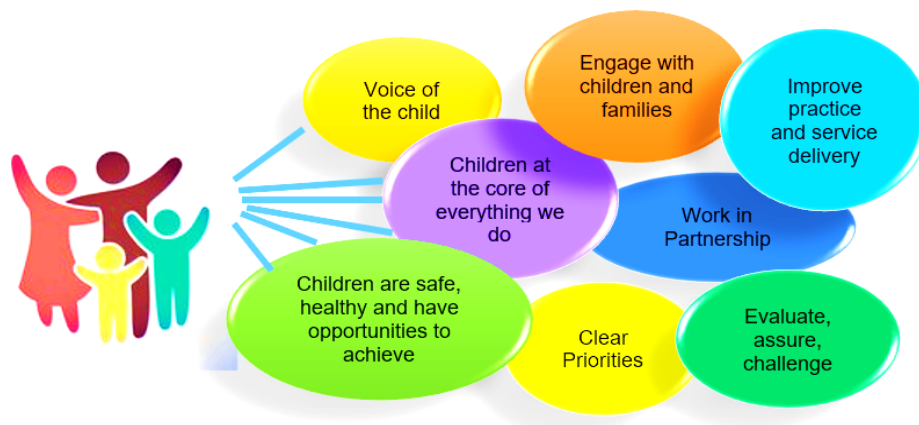 Voice of
the child
Engage with
children and
families
Improve
practice
and service
delivery
Children at
the core of
everything we
do
Work in
Partnership
Children are safe,
healthy and have
opportunities to
achieve
Clear
Priorities
Evaluate,
assure,
challenge